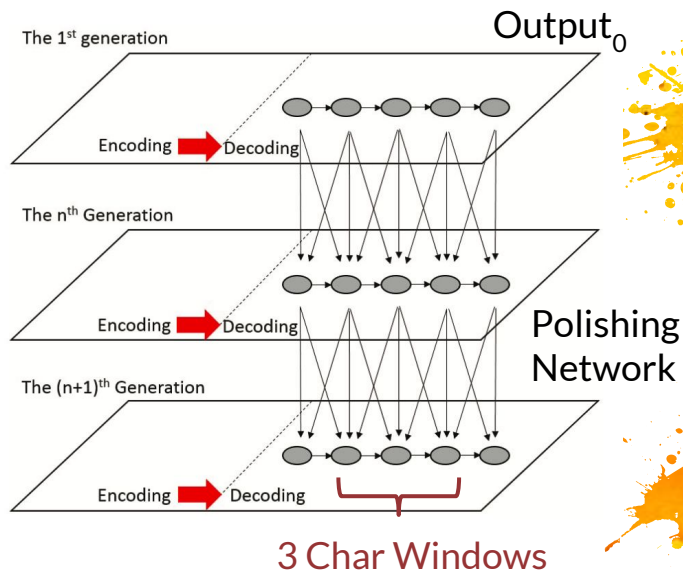 Output₀
The 1ˢᵗ generation
Encoding Decoding
The nᵗʰ Generation
Encoding Decoding
Polishing
Network
The (n+1)ᵗʰ Generation
Encoding Decoding
3 Char Windows